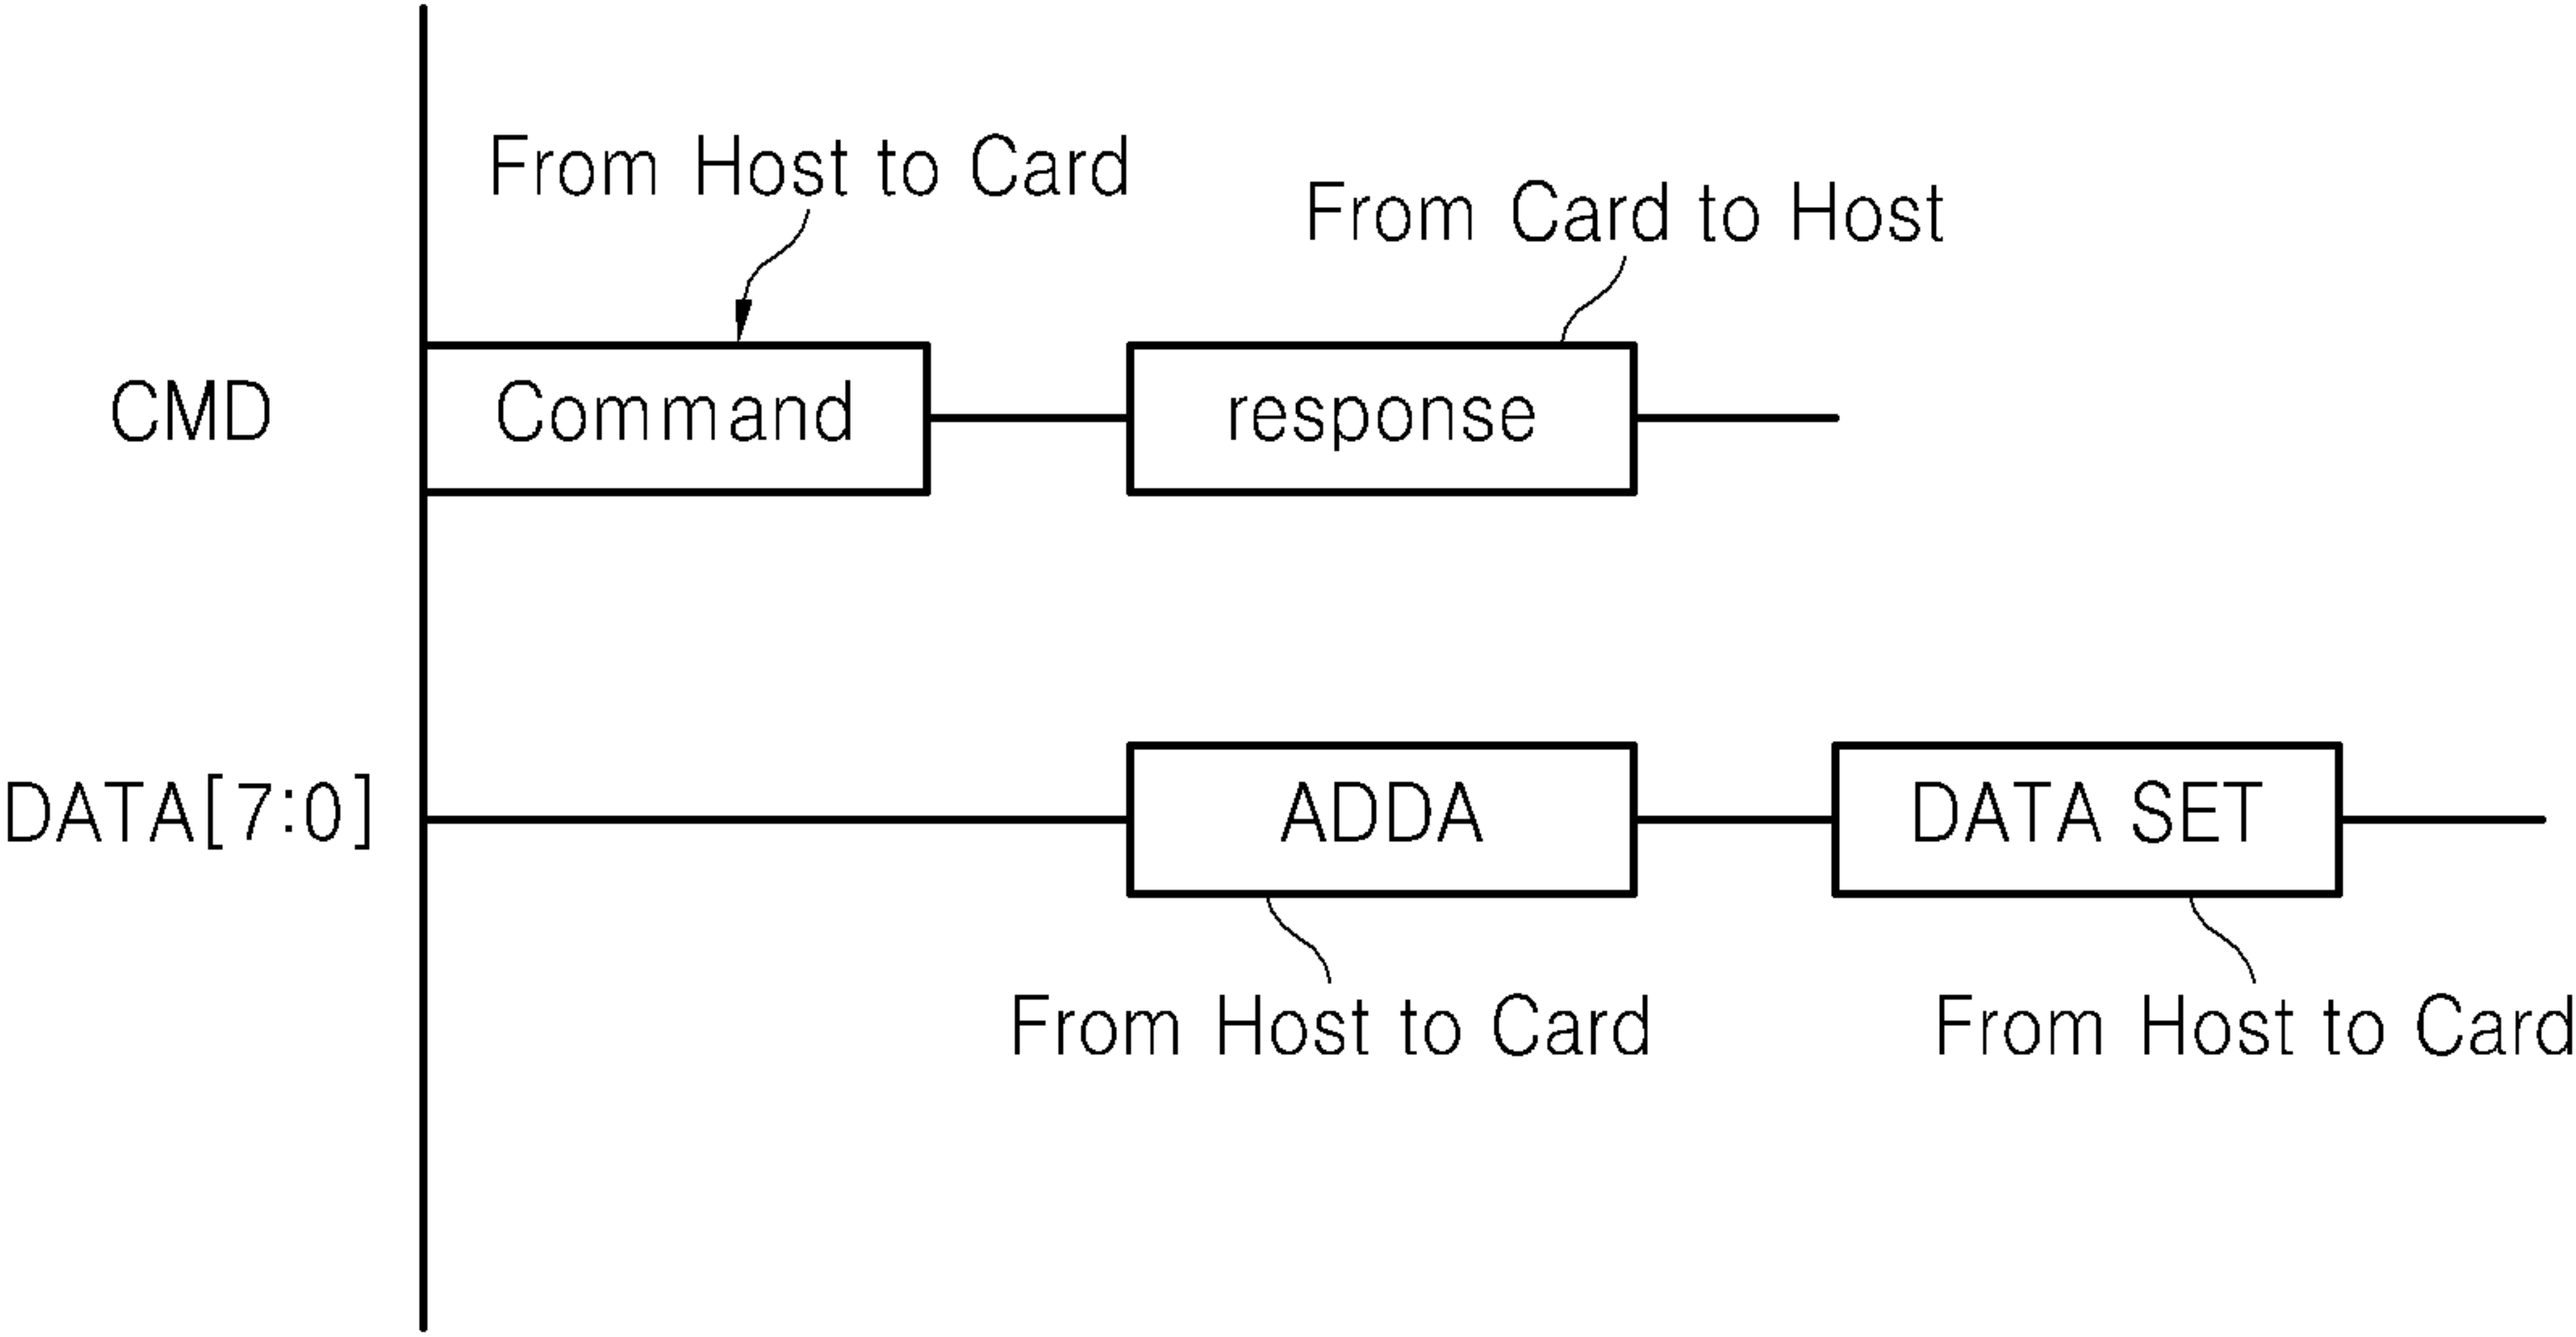 From Host to Card
From Card to Host
CMD
Command
response
DATA[7:0]
ADDA
DATA SET
From Host to Card
From Host to Card